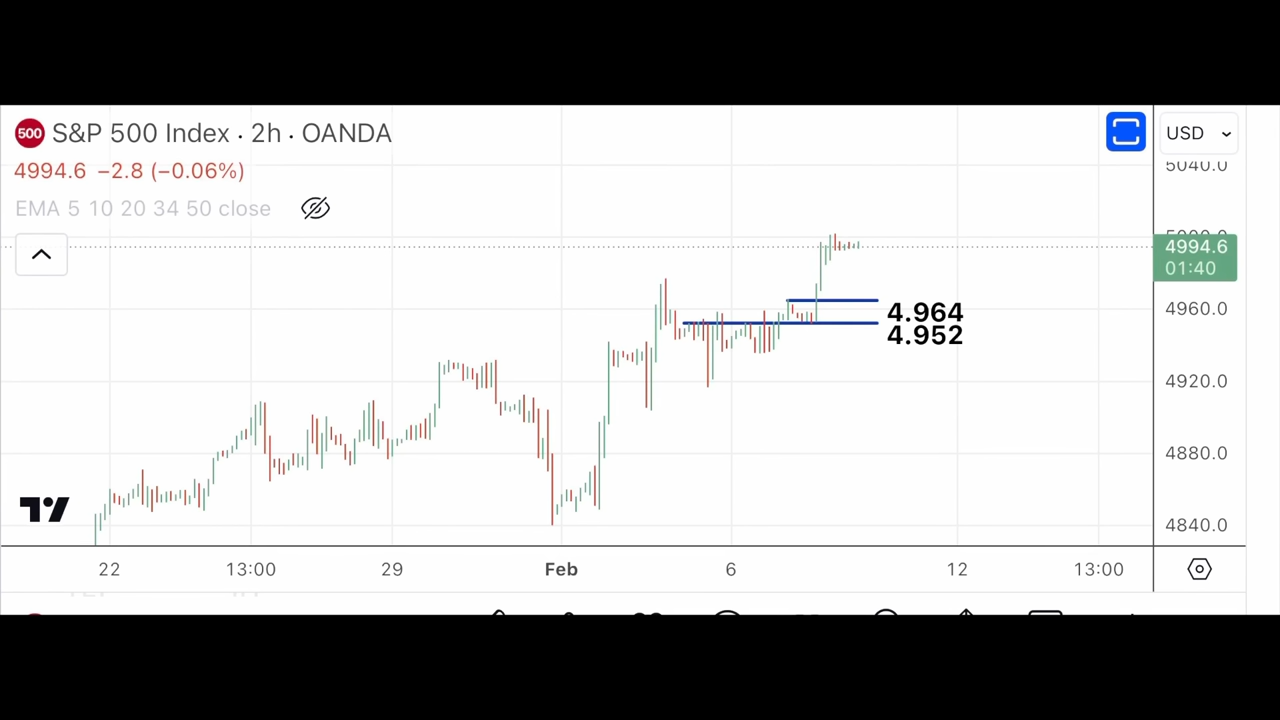 500 S&P 500 Index · 2h · OANDA
USD
4994.6 −2.8 (−0.06%)
5040.0
EMA 5 10 20 34 50 close
4994.6
01:40
4.964
4960.0
4.952
4920.0
4880.0
4840.0
22 13:00 29 Feb 6 12 13:00